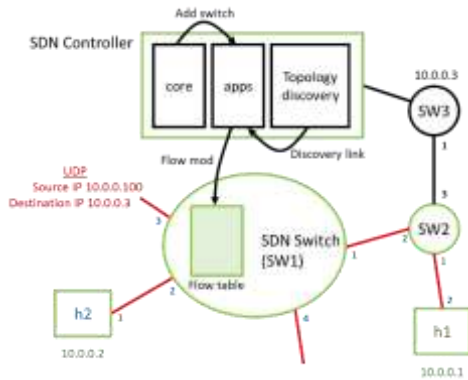 Add switch
SDN Controller
core
apps
Topology
discovery
10.0.0.3
SW3
Flow mod
Discovery link
1
UDP
Source IP 10.0.0.100
Destination IP 10.0.0.3
3
3
SDN Switch
(SW1)
SW2
1
2
1
2
Flow table
4
2
h2
1
h1
10.0.0.2
10.0.0.1